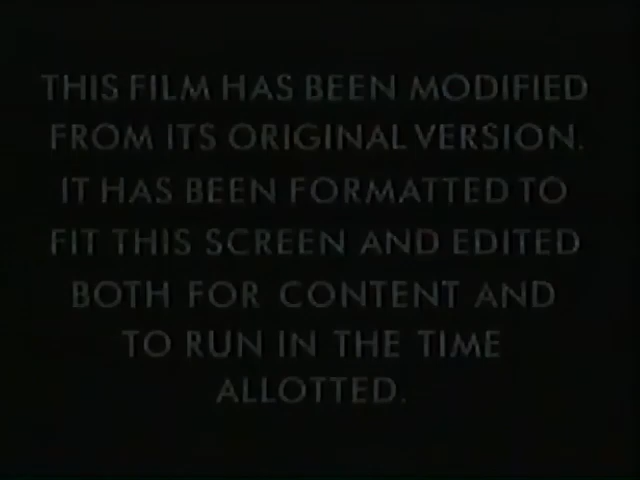 THIS FILM HAS BEEN MODIFIED
FROM ITS ORIGINAL VERSION.
IT HAS BEEN FORMATTED TO
FIT THIS SCREEN AND EDITED
BOTH FOR CONTENT AND
TO RUN IN THE TIME
ALLOTTED.